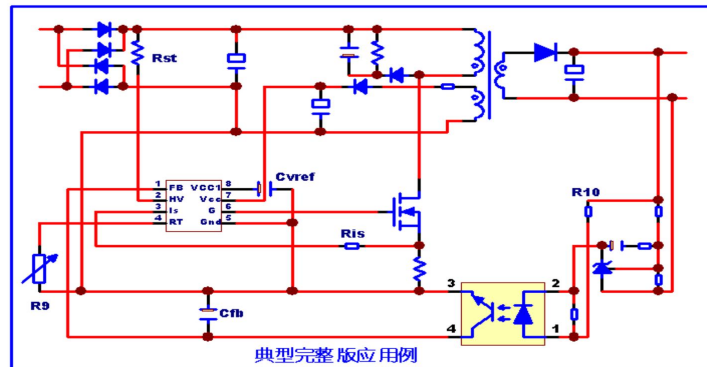 Rst
Cvref
1 FB VCC1 8
2 HV Vcc 7
3 Is G 6
4 RT Gnd 5
R10
Ris
R9
3 2
Cfb
4 1
典型完整版应用例